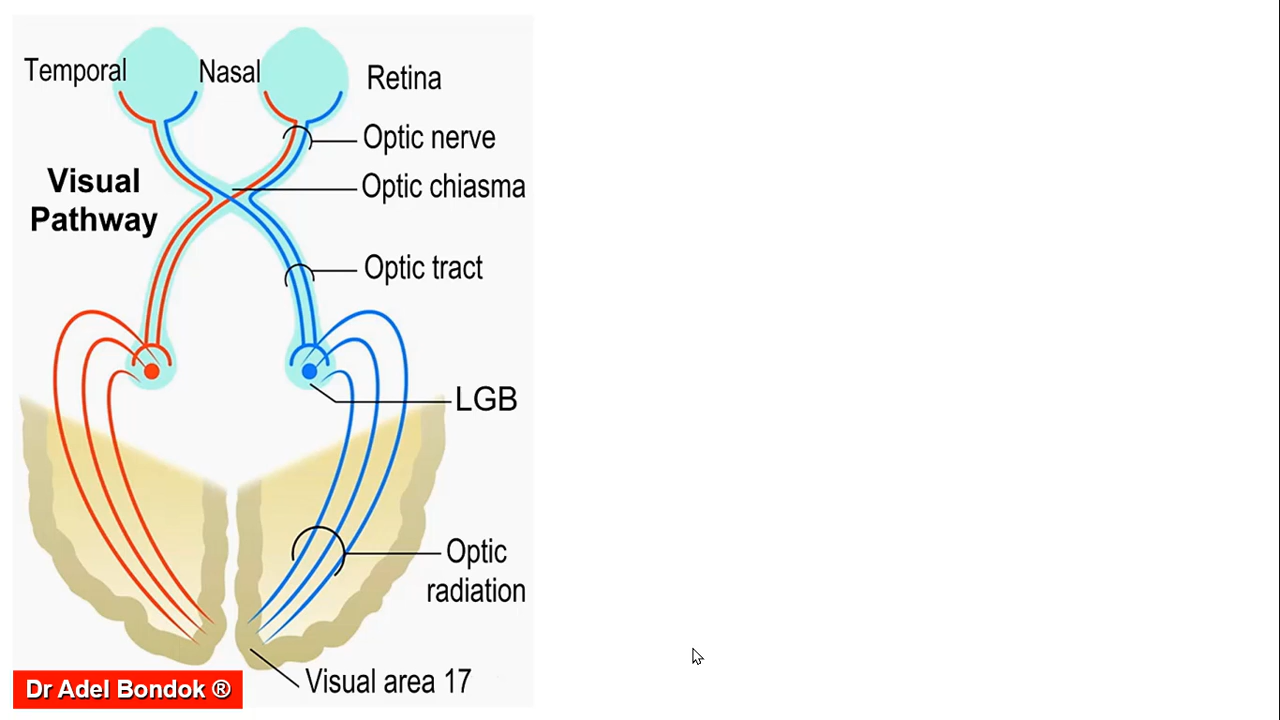 Temporal
Nasal
Retina
Optic nerve
Visual
Pathway
Optic chiasma
Optic tract
LGB
Optic
radiation
Visual area 17
Dr Adel Bondok ®